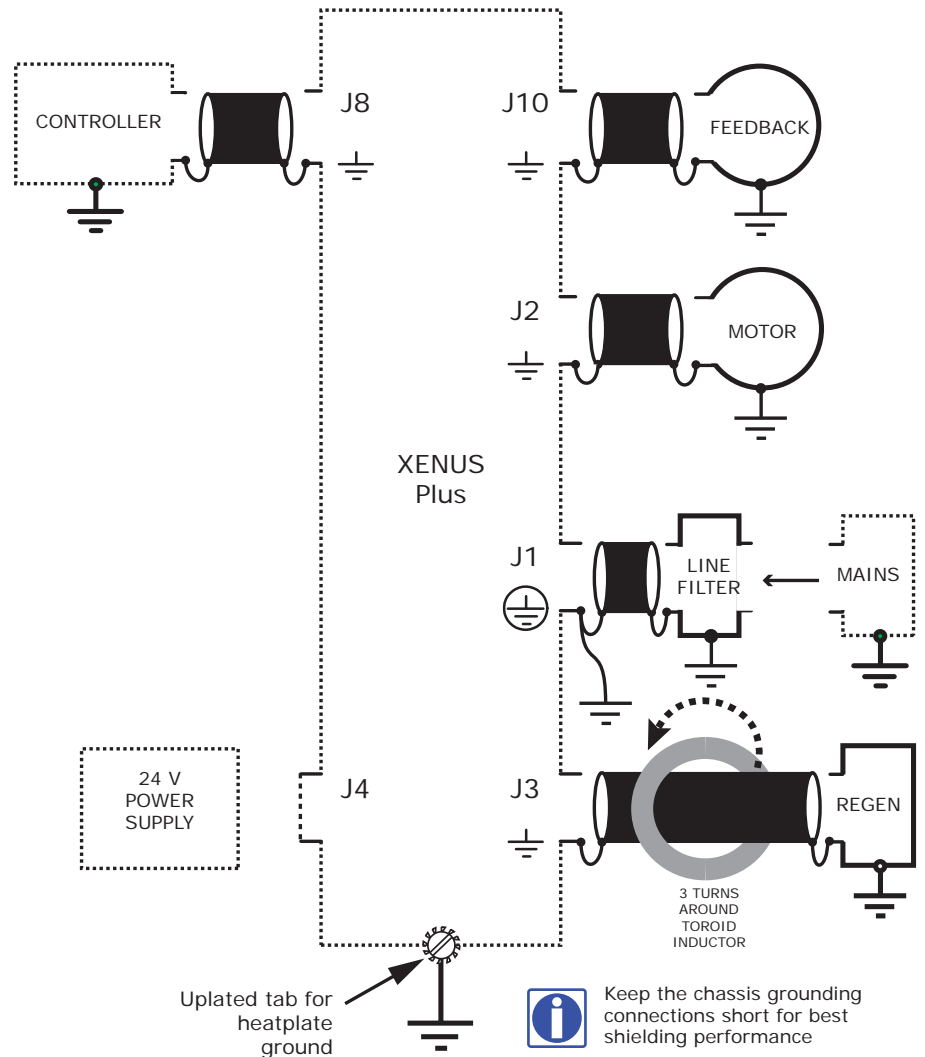 CONTROLLER
J8
J10
FEEDBACK
J2
MOTOR
XENUS
Plus
J1
LINE
FILTER
MAINS
24 V
POWER
SUPPLY
J4
J3
REGEN
3 TURNS
AROUND
TOROID
INDUCTOR
Uplated tab for
heatplate
ground
i
Keep the chassis grounding
connections short for best
shielding performance